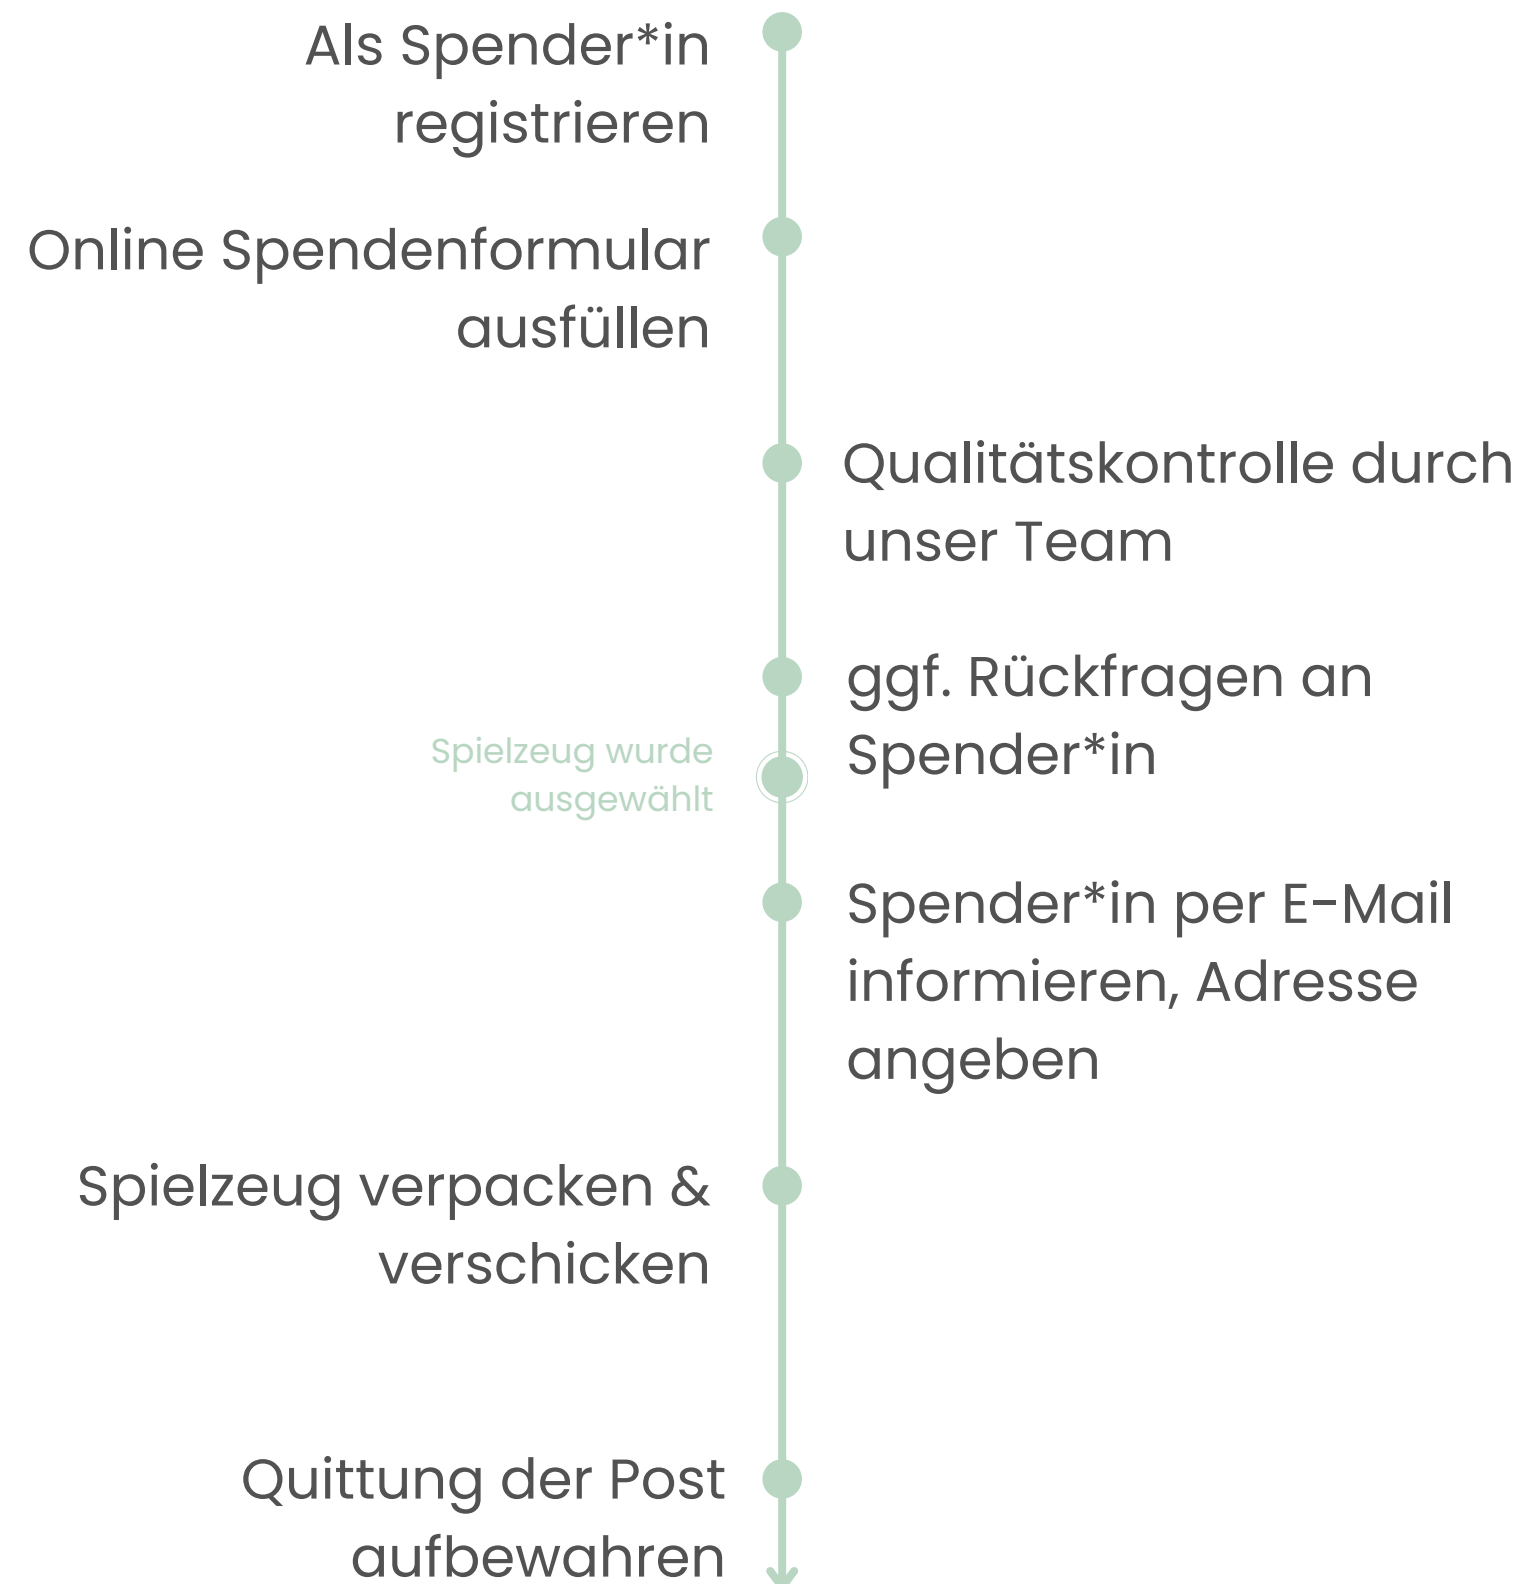 Als Spender*in
registrieren
Online Spendenformular
ausfüllen
Qualitätskontrolle durch
unser Team
ggf. Rückfragen an
Spender*in
Spielzeug wurde
ausgewählt
Spender*in per E-Mail
informieren, Adresse
angeben
Spielzeug verpacken &
verschicken
Quittung der Post
aufbewahren